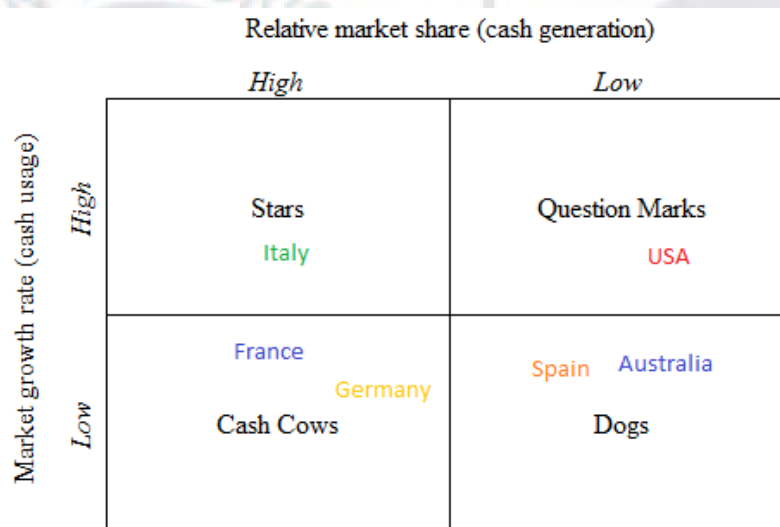 Relative market share (cash generation)
High
Low
Market growth rate (cash usage)
High
Stars
Question Marks
Italy
USA
Low
France
Germany
Spain
Australia
Cash Cows
Dogs